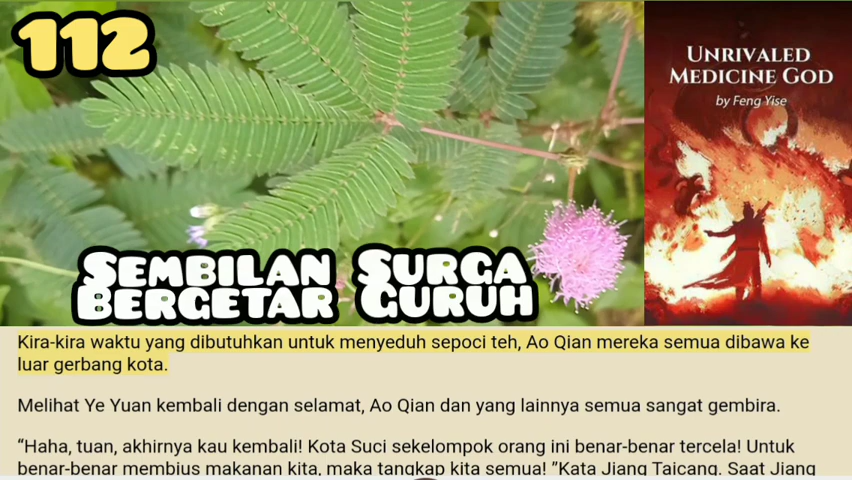 112
UNRIVALED
MEDICINE GOD
by Feng Yise
SEMBILAN SURGA
BERGETAR GURUH
Kira-kira waktu yang dibutuhkan untuk menyeduh sepoci teh, Ao Qian mereka semua dibawa ke
luar gerbang kota.
Melihat Ye Yuan kembali dengan selamat, Ao Qian dan yang lainnya semua sangat gembira.
“Haha, tuan, akhirnya kau kembali! Kota Suci sekelompok orang ini benar-benar tercela! Untuk
benar-benar membius makanan kita, maka tangkap kita semua! ”Kata Jiang Taicang. Saat Jiang